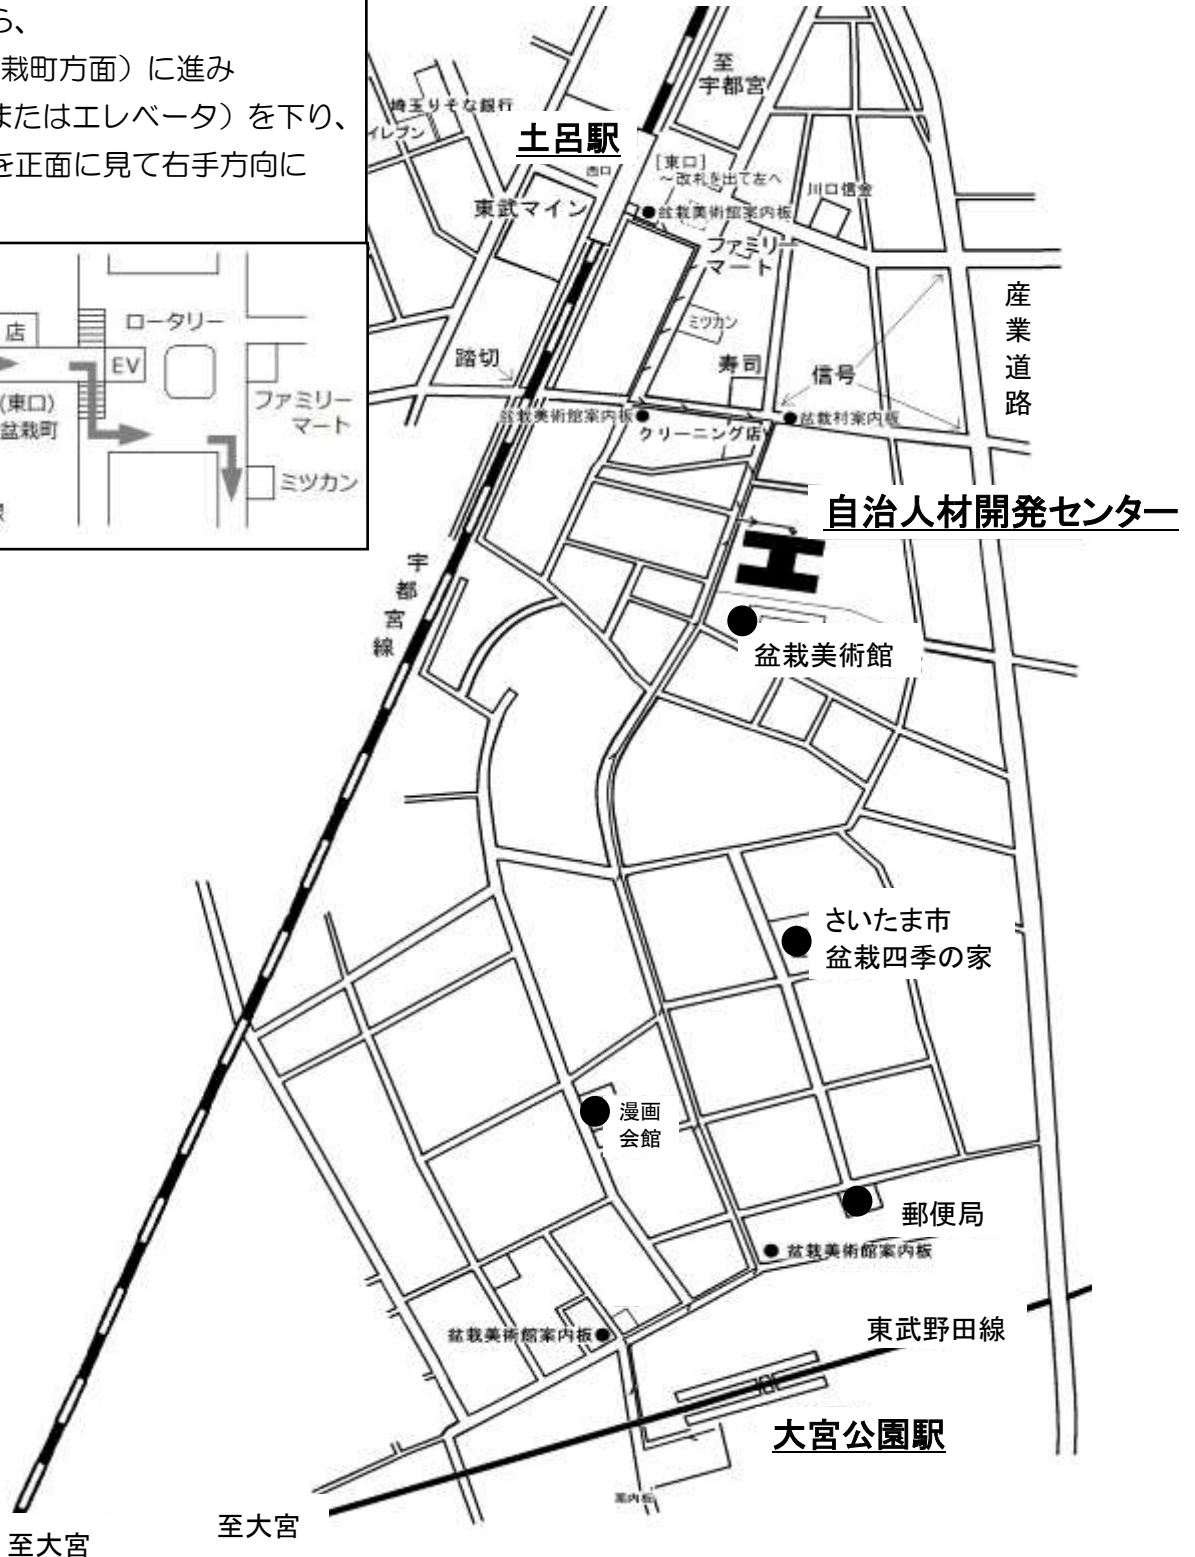 ら、
栽町方面）に進み
またはエレベータ）を下り、
を正面に見て右手方向に
店
ロータリー
EV
(東口)
盆栽町
ファミリー
マート
ミツカン
線
至
宇都宮
埼玉りそな銀行
イレブン
土呂駅
西口
[東口]
～改札を出て左へ
川口信金
東武マイン
●盆栽美術館案内板
ファミリー
マート
産業道路
ミツカン
踏切
寿司
信号
盆栽美術館案内板●
●盆栽村案内板
クリーニング店
自治人材開発センター
宇都宮線
盆栽美術館
さいたま市
盆栽四季の家
漫画
会館
郵便局
● 盆栽美術館案内板
盆栽美術館案内板●
東武野田線
大宮公園駅
案内板
至大宮
至大宮